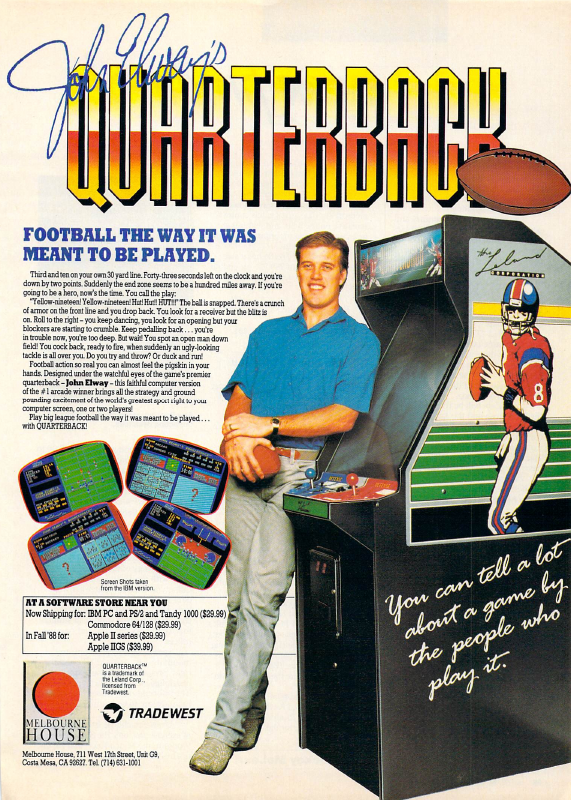 John Elway's
QUARTERBACK
FOOTBALL THE WAY IT WAS
MEANT TO BE PLAYED.
Third and ten on your own 30 yard line. Forty-three seconds left on the clock and you're
down by two points. Suddenly the end zone seems to be a hundred miles away. If you're
going to be a hero, now's the time. You call the play:
"Yellow-nineteen! Yellow-nineteen! Hut! Hut! HUT!!!" The ball is snapped. There's a crunch
of armor on the front line and you drop back. You look for a receiver but the blitz is
on. Roll to the right – you keep dancing, you look for an opening but your
blockers are starting to crumble. Keep pedalling back . . . you're
in trouble now, you're too deep. But wait! You spot an open man down
field! You cock back, ready to fire, when suddenly an ugly-looking
tackle is all over you. Do you try and throw? Or duck and run!
Football action so real you can almost feel the pigskin in your
hands. Designed under the watchful eyes of the game's premier
quarterback – John Elway – this faithful computer version
of the #1 arcade winner brings all the strategy and ground
pounding excitement of the world's greatest sport right to your
computer screen, one or two players!
Play big league football the way it was meant to be played . . .
with QUARTERBACK!
the Leland
8
Screen Shots taken
from the IBM version.
You can tell a lot
about a game by
the people who
play it.
AT A SOFTWARE STORE NEAR YOU
Now Shipping for: IBM PC and PS/2 and Tandy 1000 ($29.99)
Commodore 64/128 ($29.99)
In Fall '88 for: Apple II series ($29.99)
Apple IIGS ($39.99)
QUARTERBACK™
is a trademark of
the Leland Corp.,
licensed from
Tradewest.
MELBOURNE
HOUSE
TRADEWEST
Melbourne House, 711 West 17th Street, Unit G9,
Costa Mesa, CA 92627. Tel. (714) 631-1001